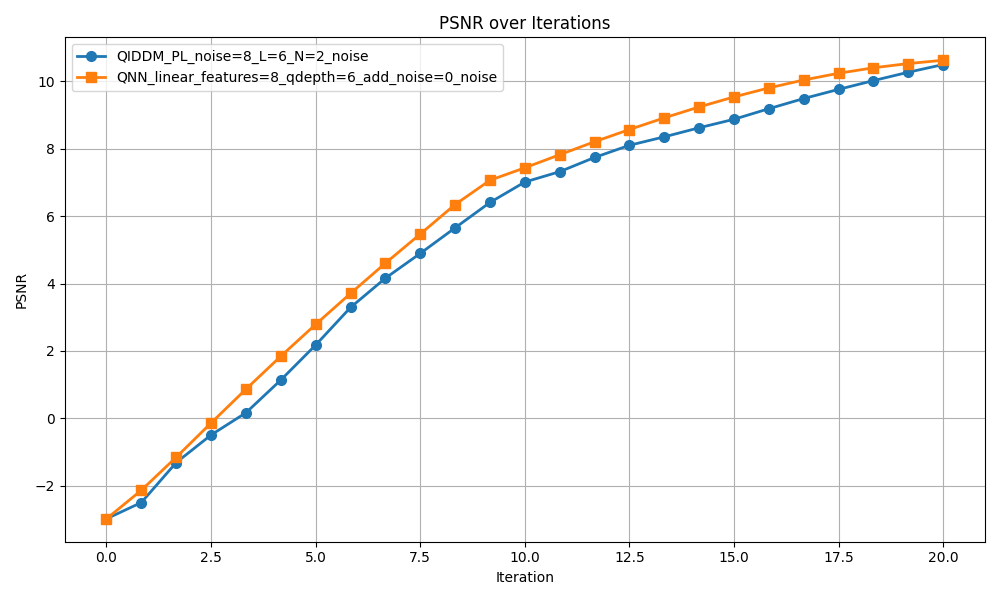 PSNR over Iterations
QIDDM_PL_noise=8_L=6_N=2_noise
QNN_linear_features=8_qdepth=6_add_noise=0_noise
10
8
6
4
2
0
−2
PSNR
0.0 2.5 5.0 7.5 10.0 12.5 15.0 17.5 20.0
Iteration